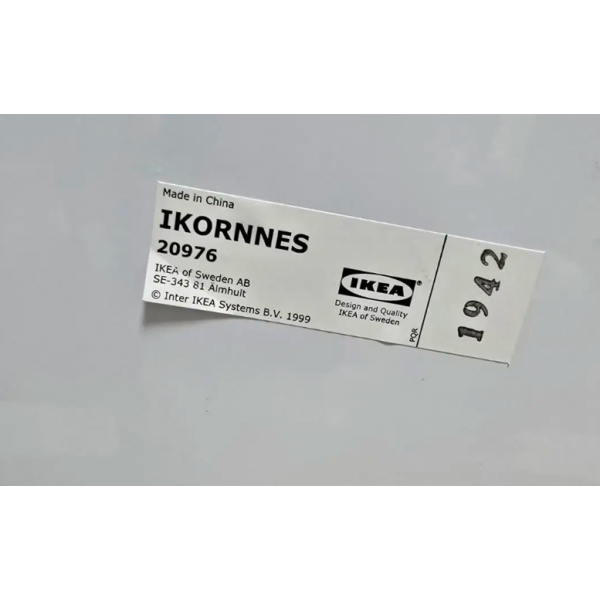 Made in China
IKORNNES
20976
IKEA of Sweden AB
SE-343 81 Älmhult
© Inter IKEA Systems B.V. 1999
IKEA
Design and Quality
IKEA of Sweden
PQR
1942